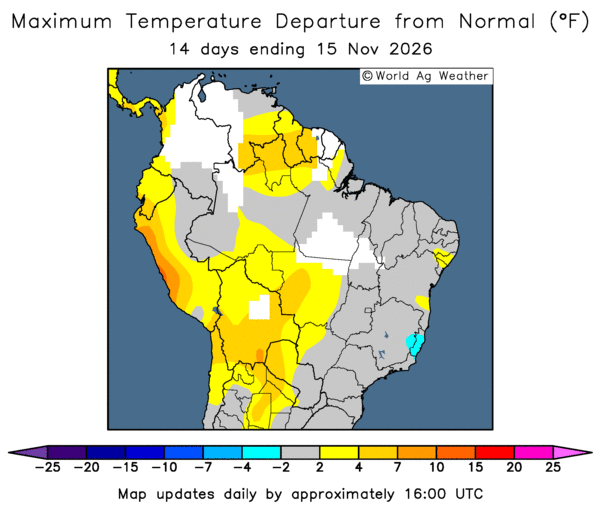 Maximum Temperature Departure from Normal (°F)
14 days ending 15 Nov 2026
©World Ag Weather
-25 -20 -15 -10 -7 -4 -2 2 4 7 10 15 20 25
Map updates daily by approximately 16:00 UTC